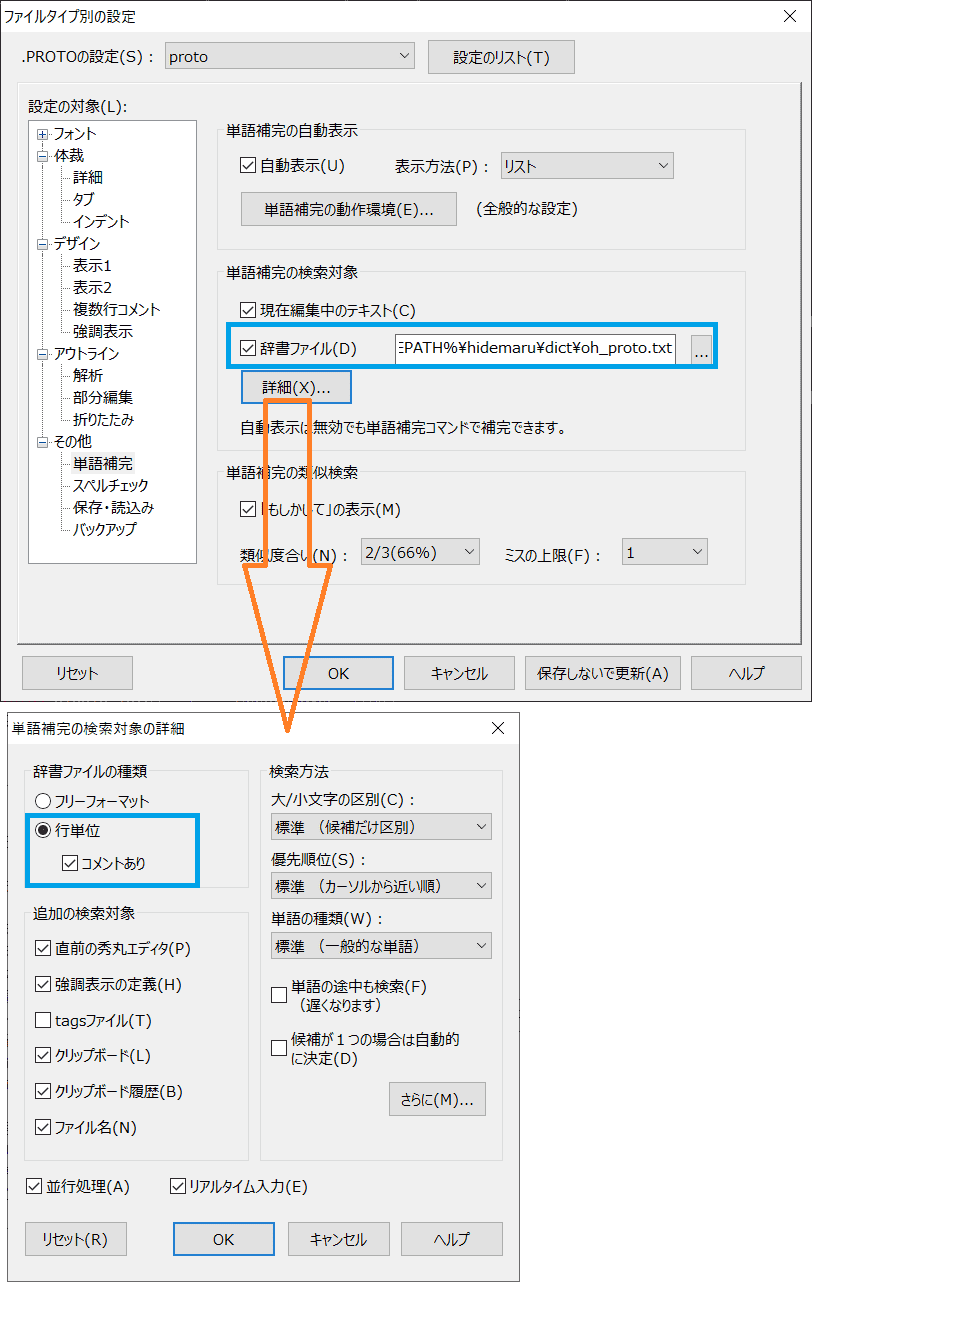 ファイルタイプ別の設定
.PROTOの設定(S)：
proto
設定のリスト(T)
設定の対象(L):
フォント
体裁
詳細
タブ
インデント
デザイン
表示1
表示2
複数行コメント
強調表示
アウトライン
解析
部分編集
折りたたみ
その他
単語補完
スペルチェック
保存・読込み
バックアップ
単語補完の自動表示
自動表示(U)
表示方法(P)：
リスト
単語補完の動作環境(E)...
(全般的な設定)
単語補完の検索対象
現在編集中のテキスト(C)
辞書ファイル(D)
EPATH%¥hidemaru¥dict¥oh_proto.txt
...
詳細(X)...
自動表示は無効でも単語補完コマンドで補完できます。
単語補完の類似検索
「もしかして」の表示(M)
類似度合い(N)：
2/3(66%)
ミスの上限(F)：
1
リセット
OK
キャンセル
保存しないで更新(A)
ヘルプ
単語補完の検索対象の詳細
辞書ファイルの種類
フリーフォーマット
行単位
コメントあり
追加の検索対象
直前の秀丸エディタ(P)
強調表示の定義(H)
tagsファイル(T)
クリップボード(L)
クリップボード履歴(B)
ファイル名(N)
検索方法
大/小文字の区別(C)：
標準 （候補だけ区別）
優先順位(S)：
標準 （カーソルから近い順）
単語の種類(W)：
標準 （一般的な単語）
単語の途中も検索(F)
（遅くなります）
候補が１つの場合は自動的
に決定(D)
さらに(M)...
並行処理(A)
リアルタイム入力(E)
リセット(R)
OK
キャンセル
ヘルプ